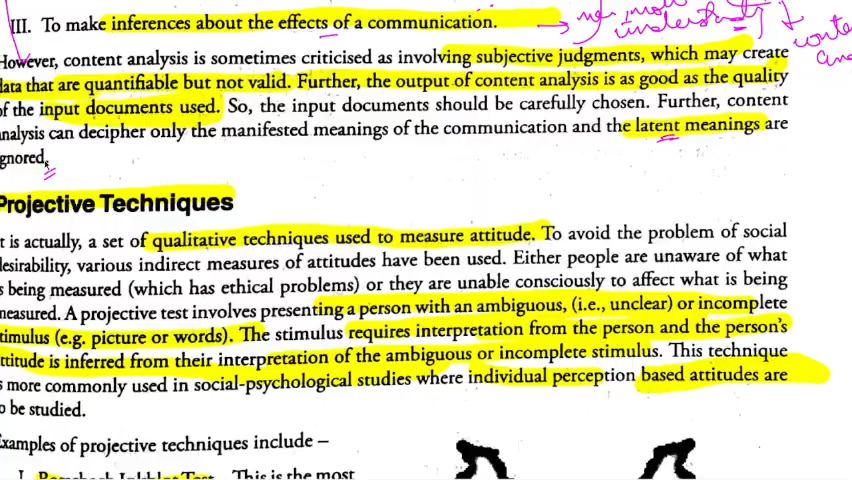 III. To make inferences about the effects of a communication.
However, content analysis is sometimes criticised as involving subjective judgments, which may create
data that are quantifiable but not valid. Further, the output of content analysis is as good as the quality
of the input documents used. So, the input documents should be carefully chosen. Further, content
analysis can decipher only the manifested meanings of the communication and the latent meanings are
gnored.
Projective Techniques
t is actually, a set of qualitative techniques used to measure attitude. To avoid the problem of social
desirability, various indirect measures of attitudes have been used. Either people are unaware of what
s being measured (which has ethical problems) or they are unable consciously to affect what is being
measured. A projective test involves presenting a person with an ambiguous, (i.e., unclear) or incomplete
stimulus (e.g. picture or words). The stimulus requires interpretation from the person and the person's
ttitude is inferred from their interpretation of the ambiguous or incomplete stimulus. This technique
s more commonly used in social-psychological studies where individual perception based attitudes are
o be studied.
Examples of projective techniques include –
I. Rorschach Inkblot Test This is the most